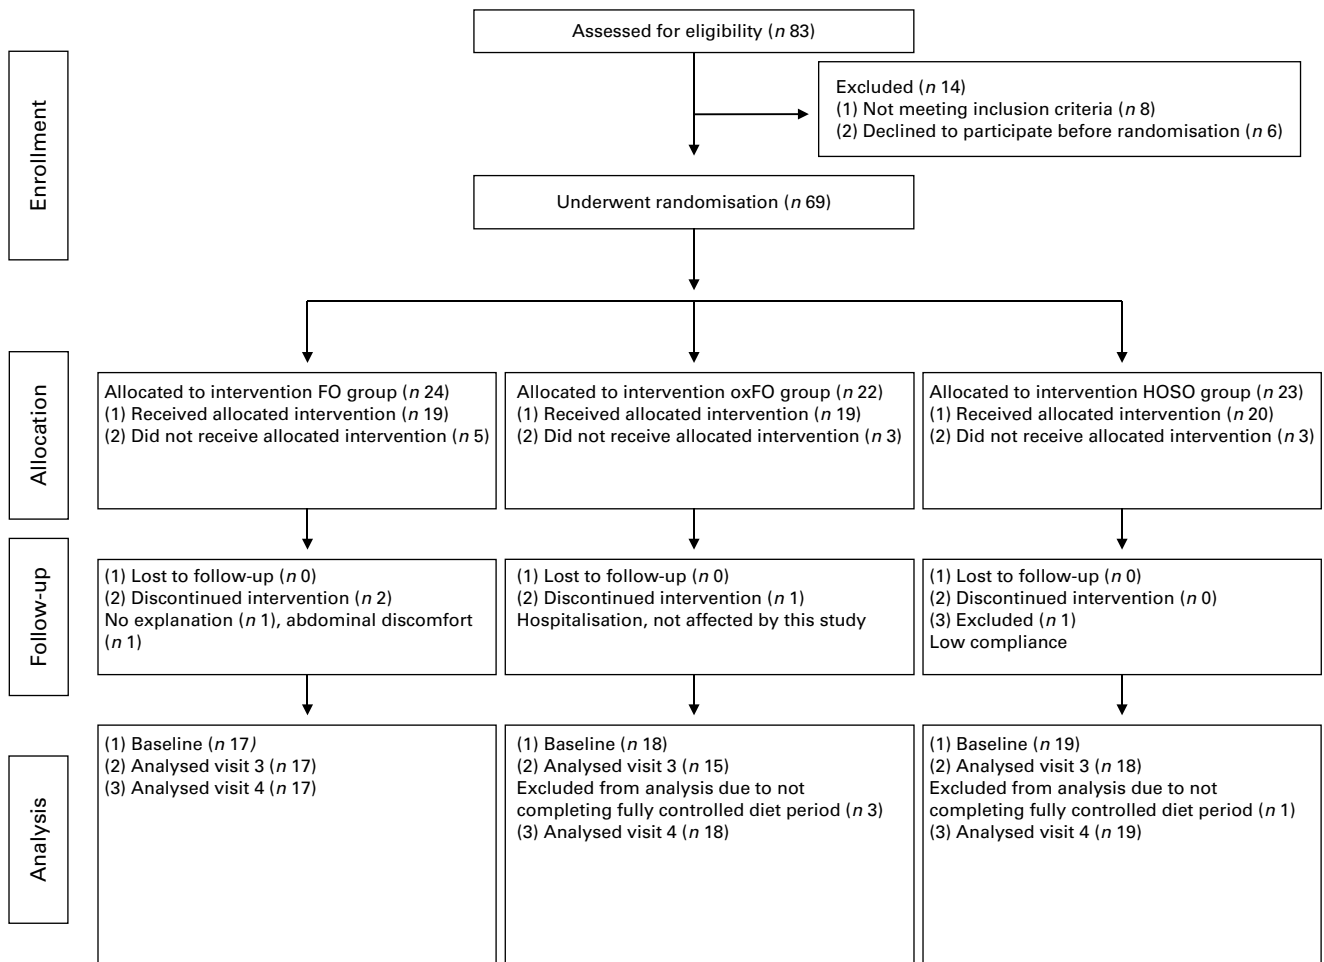 Enrollment
Assessed for eligibility (n 83)
Excluded (n 14)
(1) Not meeting inclusion criteria (n 8)
(2) Declined to participate before randomisation (n 6)
Underwent randomisation (n 69)
Allocation
Allocated to intervention FO group (n 24)
(1) Received allocated intervention (n 19)
(2) Did not receive allocated intervention (n 5)
Allocated to intervention oxFO group (n 22)
(1) Received allocated intervention (n 19)
(2) Did not receive allocated intervention (n 3)
Allocated to intervention HOSO group (n 23)
(1) Received allocated intervention (n 20)
(2) Did not receive allocated intervention (n 3)
Follow-up
(1) Lost to follow-up (n 0)
(2) Discontinued intervention (n 2)
No explanation (n 1), abdominal discomfort
(n 1)
(1) Lost to follow-up (n 0)
(2) Discontinued intervention (n 1)
Hospitalisation, not affected by this study
(1) Lost to follow-up (n 0)
(2) Discontinued intervention (n 0)
(3) Excluded (n 1)
Low compliance
Analysis
(1) Baseline (n 17)
(2) Analysed visit 3 (n 17)
(3) Analysed visit 4 (n 17)
(1) Baseline (n 18)
(2) Analysed visit 3 (n 15)
Excluded from analysis due to not
completing fully controlled diet period (n 3)
(3) Analysed visit 4 (n 18)
(1) Baseline (n 19)
(2) Analysed visit 3 (n 18)
Excluded from analysis due to not
completing fully controlled diet period (n 1)
(3) Analysed visit 4 (n 19)